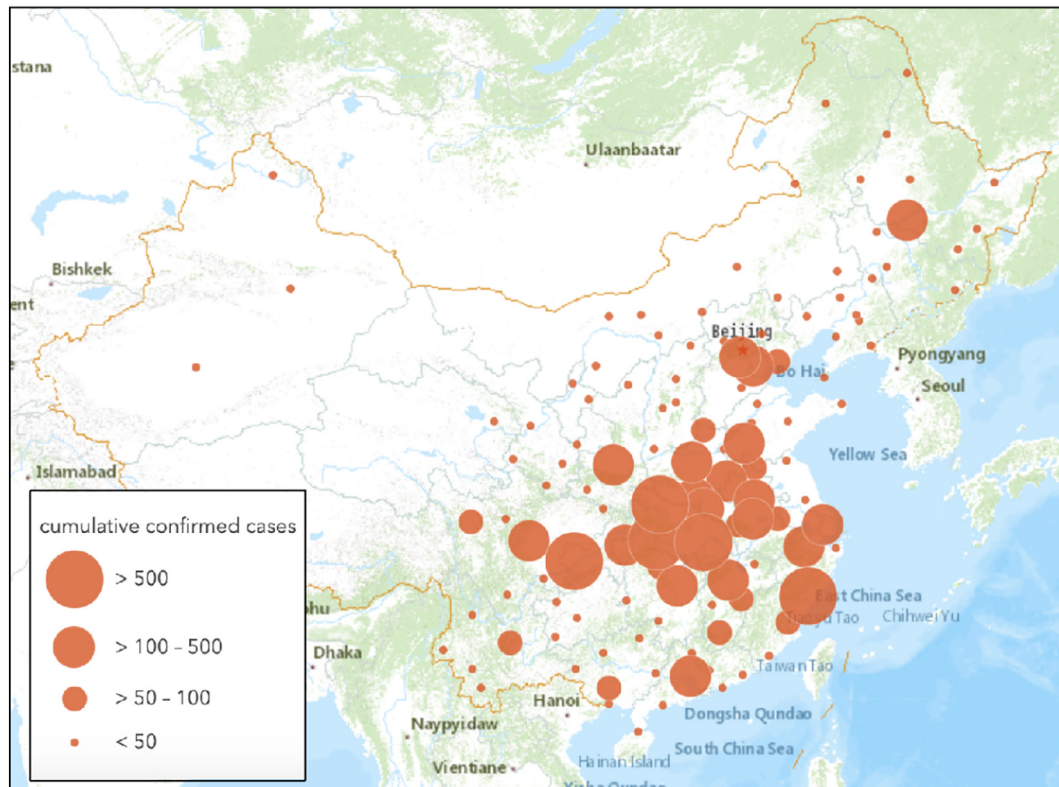 stana
Ulaanbaatar
Bishkek
ent
Beijing
Pyongyang
Bo Hai
Seoul
Yellow Sea
Islamabad
cumulative confirmed cases
> 500
> 100 – 500
> 50 – 100
< 50
hu
East China Sea
Chihwei Yu
Dhaka
Taiwan Tao
Hanoi
Dongsha Qundao
Naypyidaw
South China Sea
Hainan Island
Vientiane